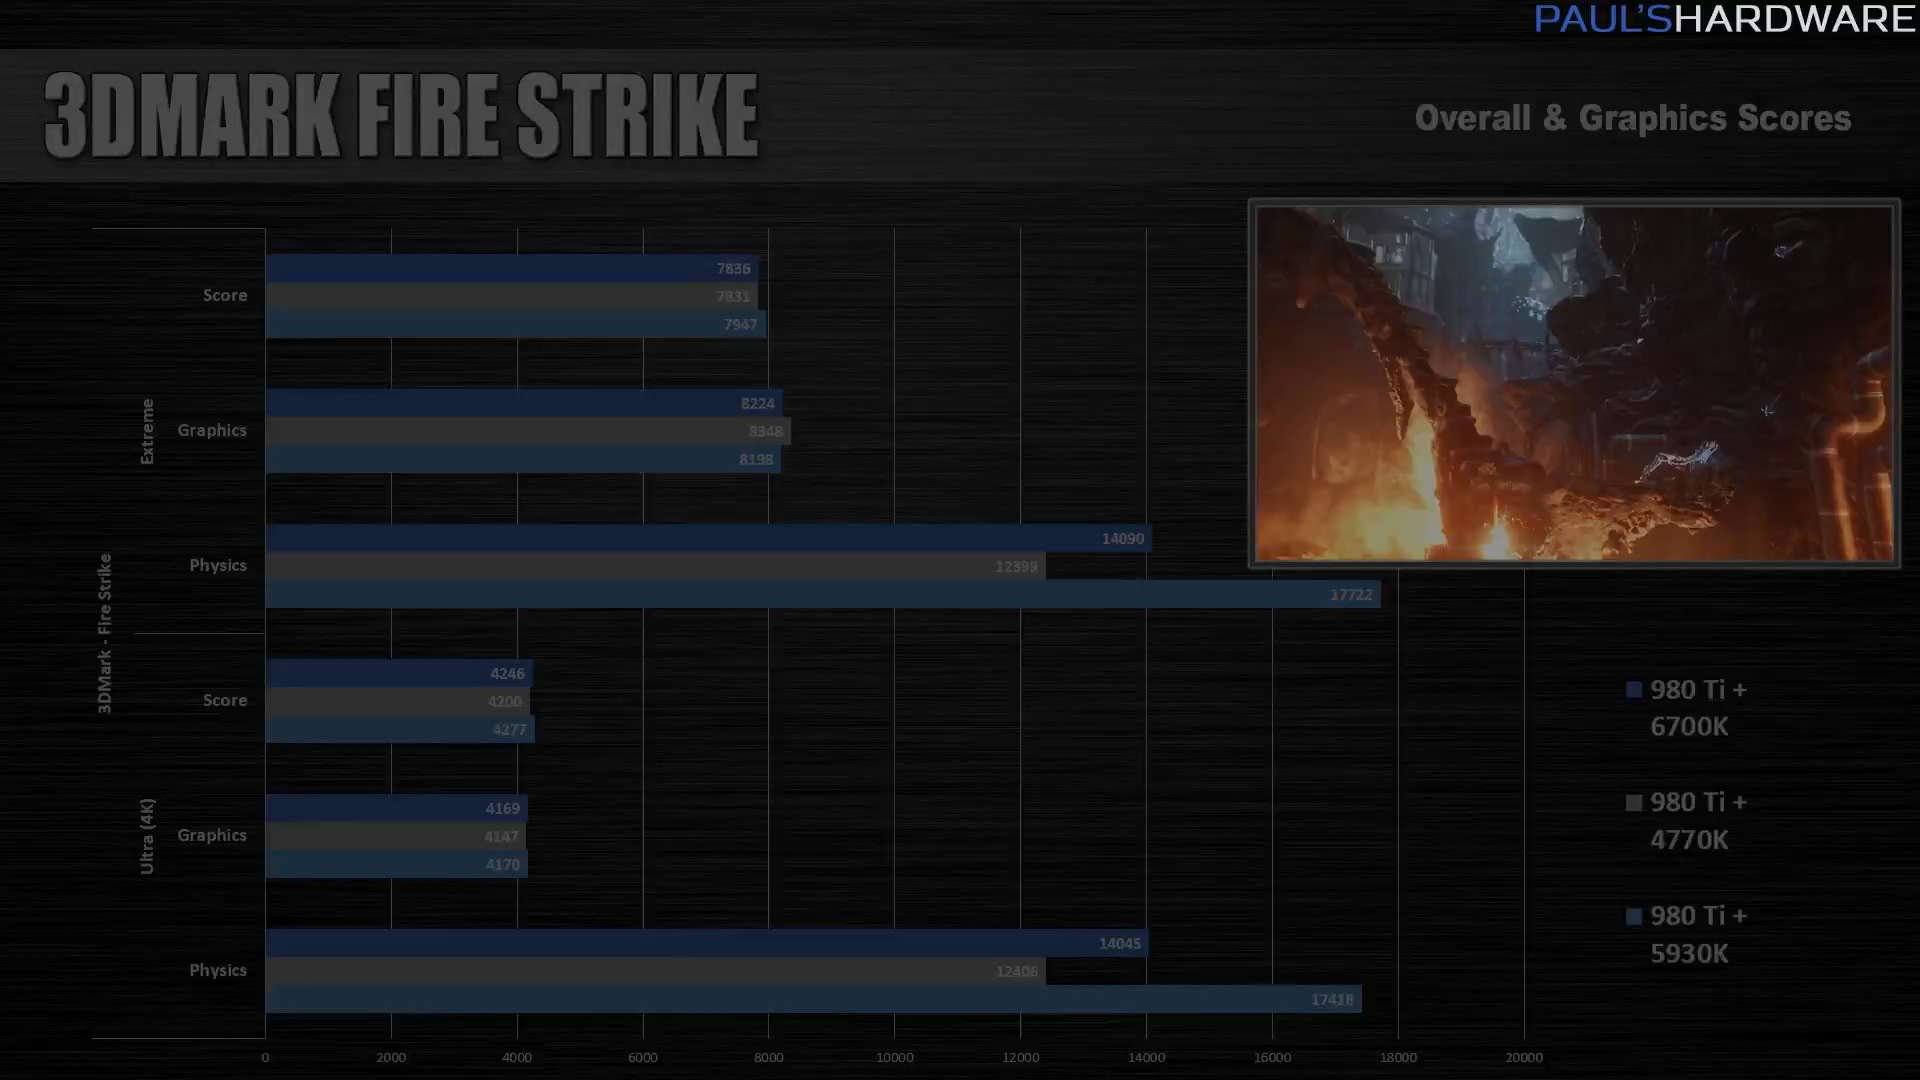 PAUL'SHARDWARE
3DMARK FIRE STRIKE
Overall & Graphics Scores
3DMark - Fire Strike
Extreme
Score
7836
7831
7947
Graphics
8224
8348
8198
Physics
14090
12399
17722
Ultra (4K)
Score
4246
4200
4277
Graphics
4169
4147
4170
Physics
14045
12406
17418
0 2000 4000 6000 8000 10000 12000 14000 16000 18000 20000
980 Ti +
6700K
980 Ti +
4770K
980 Ti +
5930K